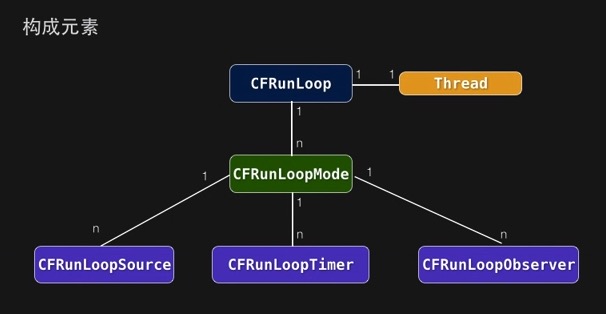 构成元素
CFRunLoop
1
1
Thread
1
n
CFRunLoopMode
1
1
1
n
n
n
CFRunLoopSource
CFRunLoopTimer
CFRunLoopObserver